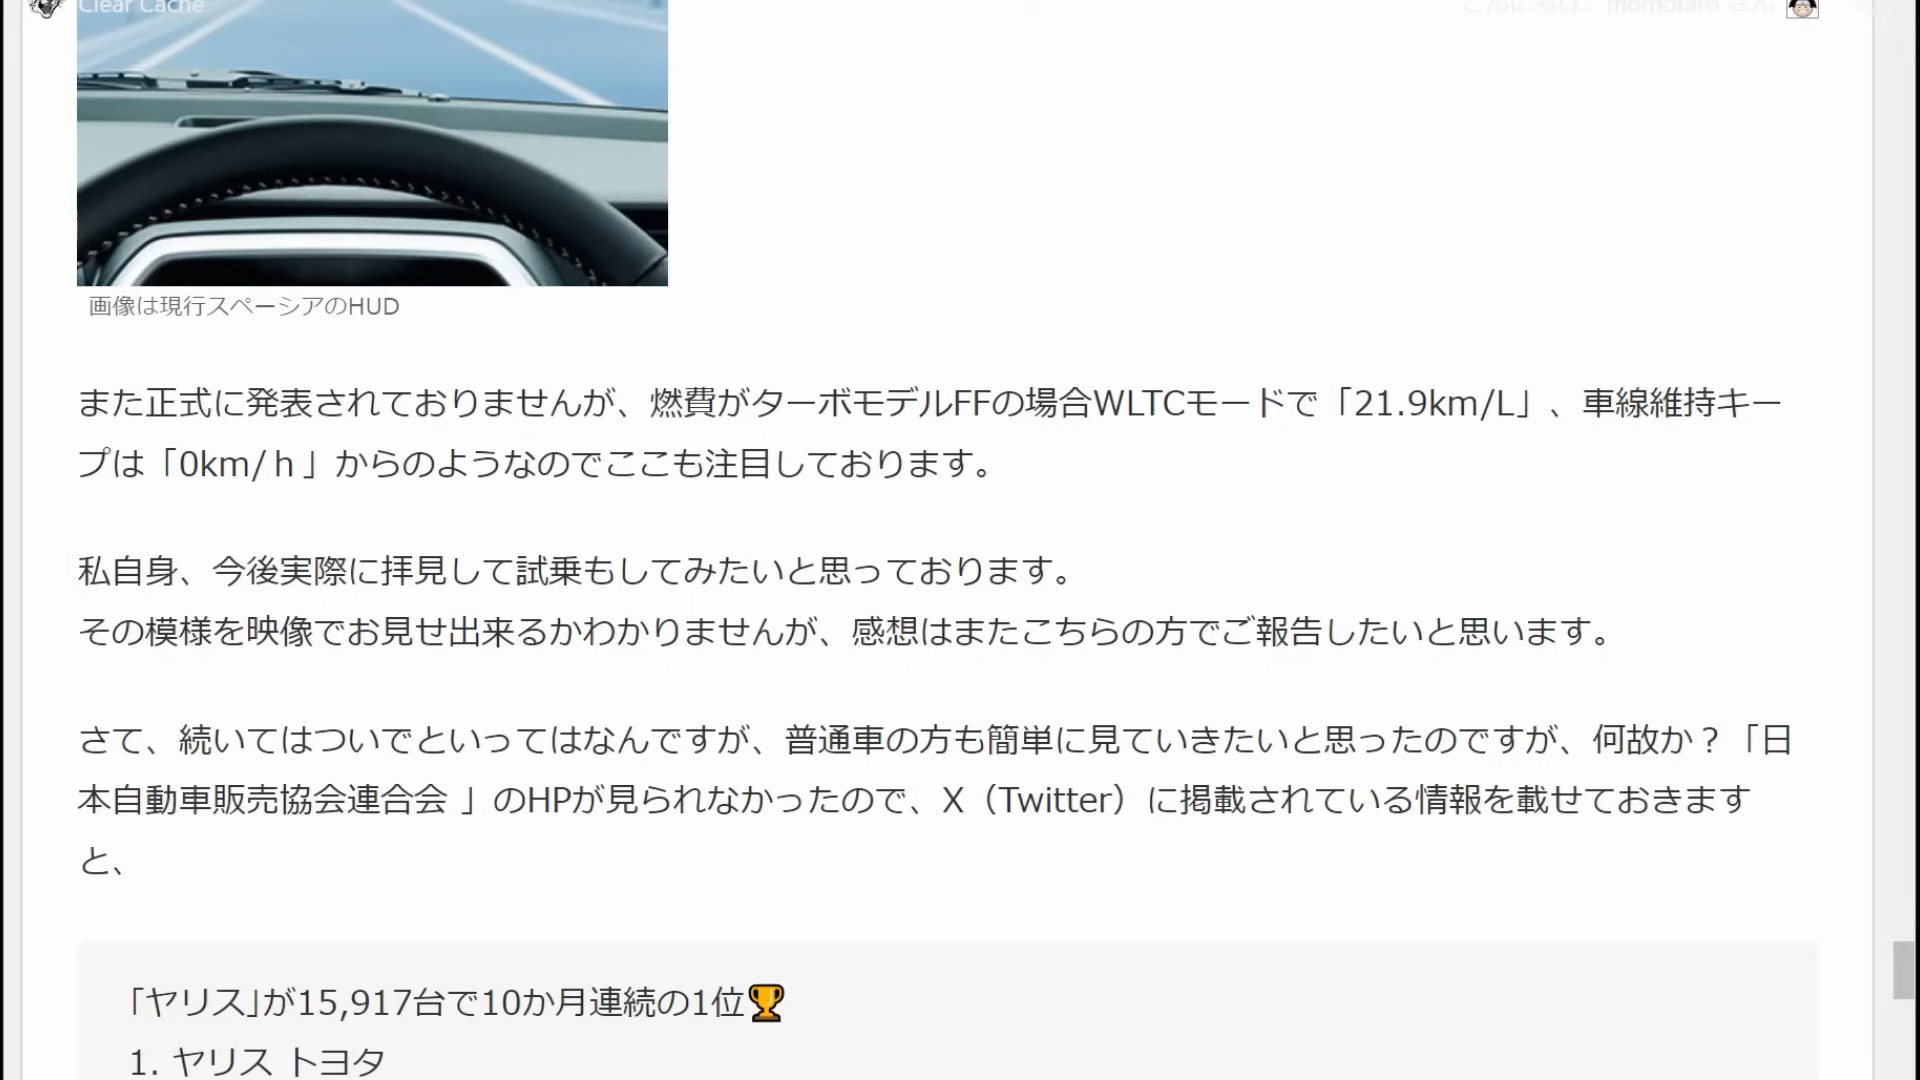 Clear Cache
こんにちは、momotaro さん
画像は現行スペーシアのHUD
また正式に発表されておりませんが、燃費がターボモデルFFの場合WLTCモードで「21.9km/L」、車線維持キー
プは「0km/ｈ」からのようなのでここも注目しております。
私自身、今後実際に拝見して試乗もしてみたいと思っております。
その模様を映像でお見せ出来るかわかりませんが、感想はまたこちらの方でご報告したいと思います。
さて、続いてはついでといってはなんですが、普通車の方も簡単に見ていきたいと思ったのですが、何故か？「日
本自動車販売協会連合会 」のHPが見られなかったので、X（Twitter）に掲載されている情報を載せておきます
と、
｢ヤリス｣が15,917台で10か月連続の1位🏆
1. ヤリス トヨタ